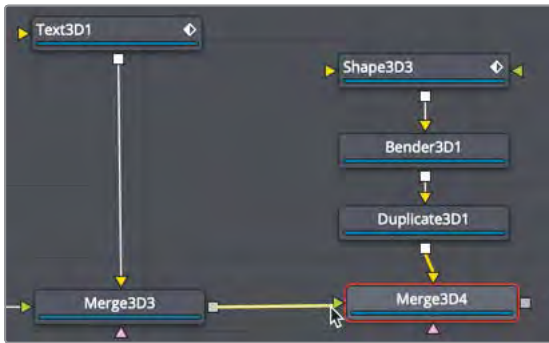 Text3D1
Shape3D3
Bender3D1
Duplicate3D1
Merge3D3
Merge3D4